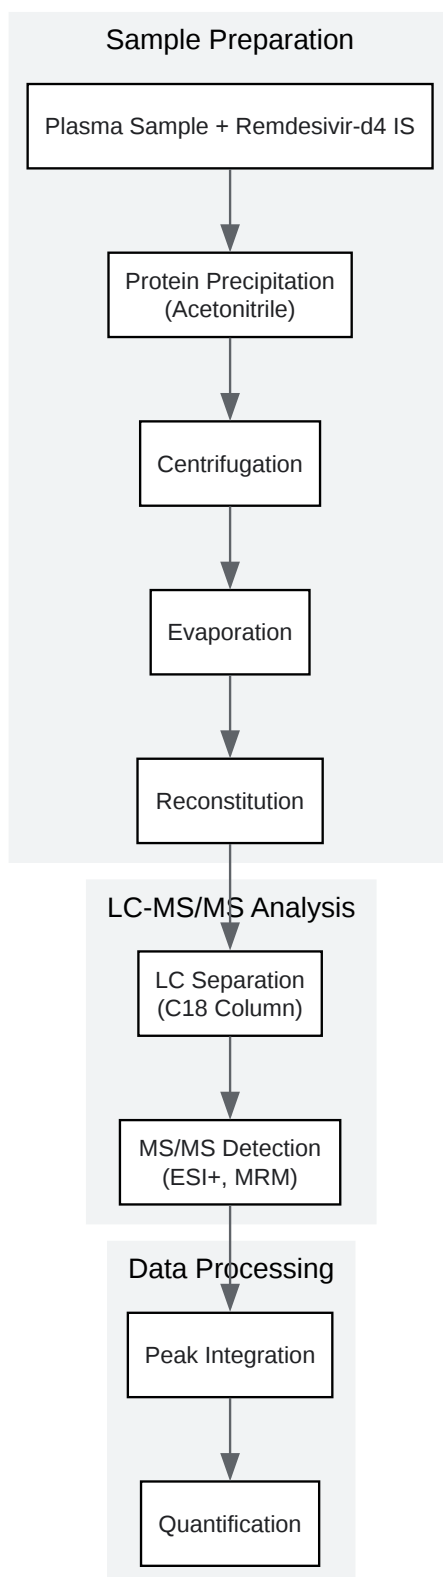 Sample Preparation
Plasma Sample + Remdesivir-d4 IS
Protein Precipitation
(Acetonitrile)
Centrifugation
Evaporation
Reconstitution
LC-MS/MS Analysis
LC Separation
(C18 Column)
MS/MS Detection
(ESI+, MRM)
Data Processing
Peak Integration
Quantification